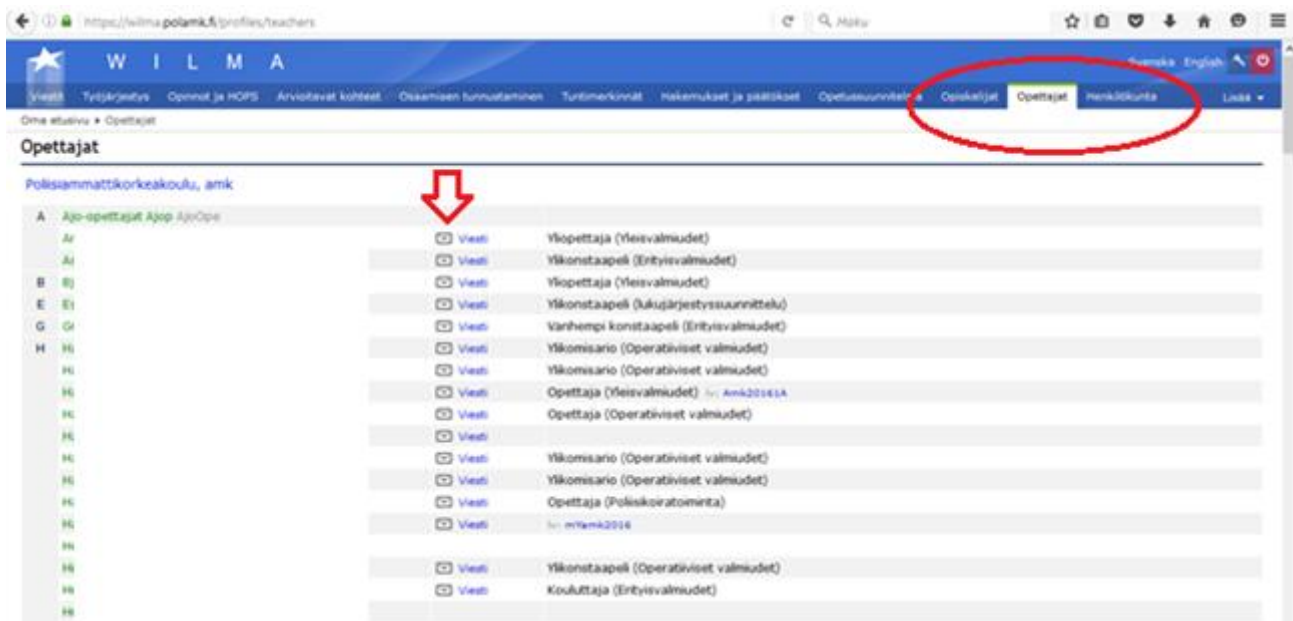 https://wilma.polamk.fi/profiles/teachers Haku
W I L M A Svenska English
Viestit Työjärjestys Opinnot ja HOPS Arvioitavat kohteet Osaamisen tunnustaminen Tuntimerkinnät Hakemukset ja päätökset Opetussuunnitelma Opiskelijat Opettajat Henkilökunta Lisää
Oma etusivu Opettajat
Opettajat
Poliisiammattikorkeakoulu, amk
A Ajo-opettajat Ajop AjoOpe
Ar Viesti Yliopettaja (Yleisvalmiudet)
Viesti Ylikonstaapeli (Erityisvalmiudet)
B Viesti Yliopettaja (Yleisvalmiudet)
E Viesti Ylikonstaapeli (lukujärjestyssuunnittelu)
G Viesti Vanhempi konstaapeli (Erityisvalmiudet)
H Viesti Ylikomisario (Operatiiviset valmiudet)
Viesti Ylikomisario (Operatiiviset valmiudet)
Viesti Opettaja (Yleisvalmiudet) Amk20161A
Viesti Opettaja (Operatiiviset valmiudet)
Viesti
Viesti Ylikomisario (Operatiiviset valmiudet)
Viesti Ylikomisario (Operatiiviset valmiudet)
Viesti Opettaja (Poliisikoiratoiminta)
Viesti mYamk2016
Viesti Ylikonstaapeli (Operatiiviset valmiudet)
Viesti Kouluttaja (Erityisvalmiudet)